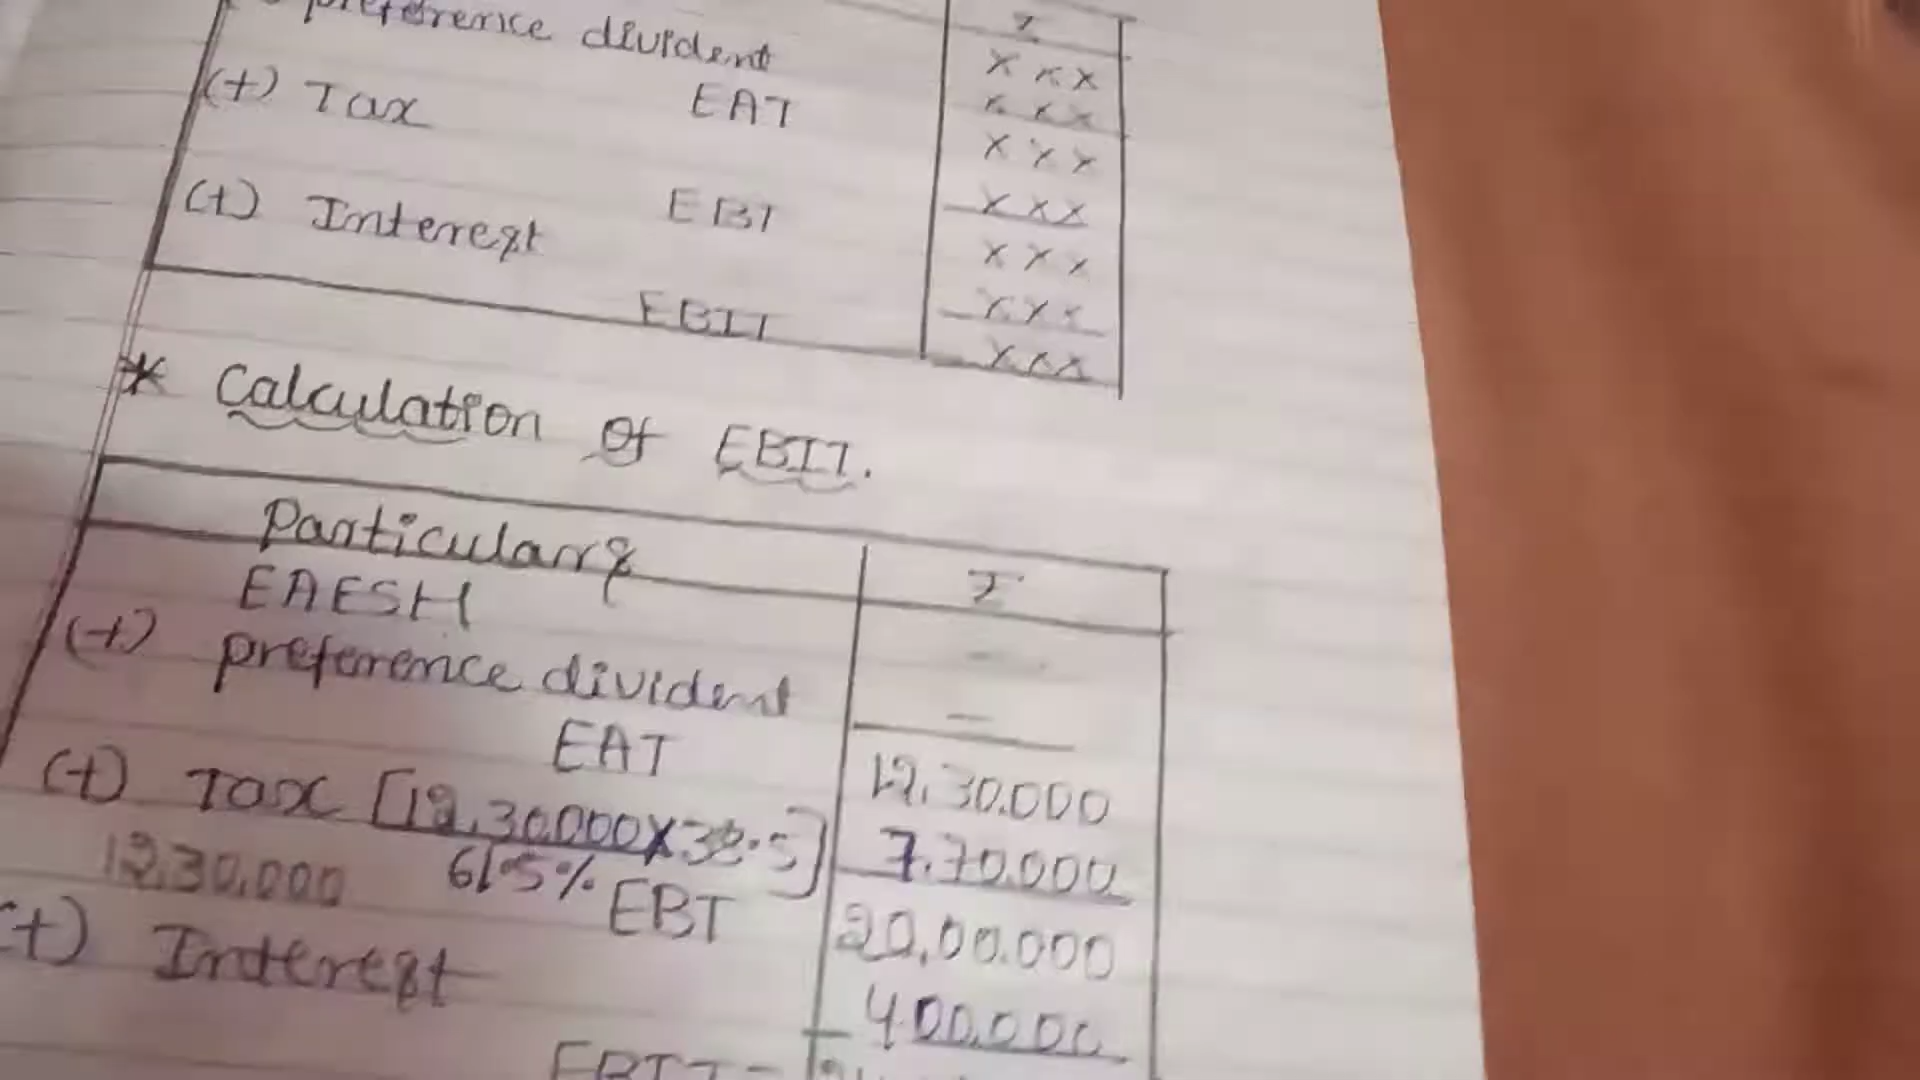 preference divident ₹
x x x
(+) Tax EAT x x x
x x x
(+) Interest EBT x x x
x x x
EBIT x x x
x x x
* Calculation of EBIT.
Particulars ₹
EAESH -
(+) preference divident -
EAT 12,30,000
(+) Tax [12,30,000 x 38.5] 7,70,000
61.5%
12,30,000 EBT 20,00,000
(+) Interest 400,000
EBIT =